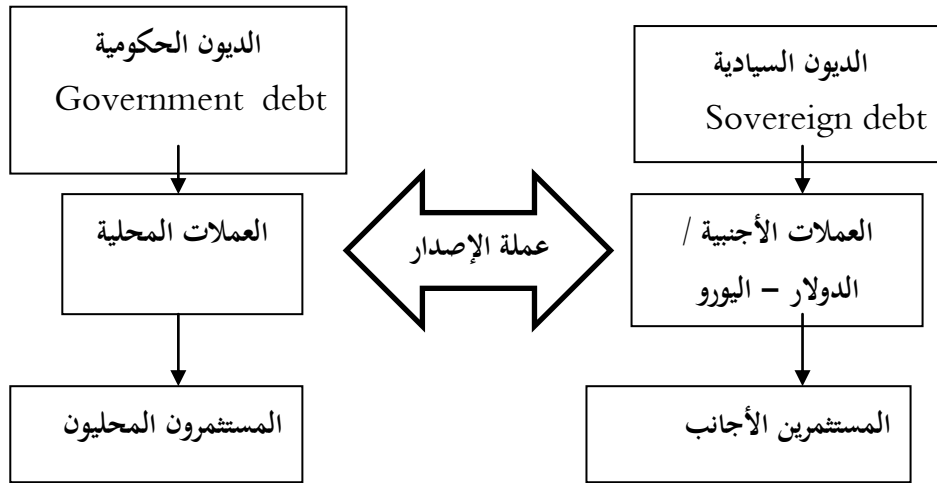 الديون السيادية
Sovereign debt
الديون الحكومية
Government debt
العملات الأجنبية /
الدولار – اليورو
عملة الإصدار
العملات المحلية
المستثمرين الأجانب
المستثمرون المحليون